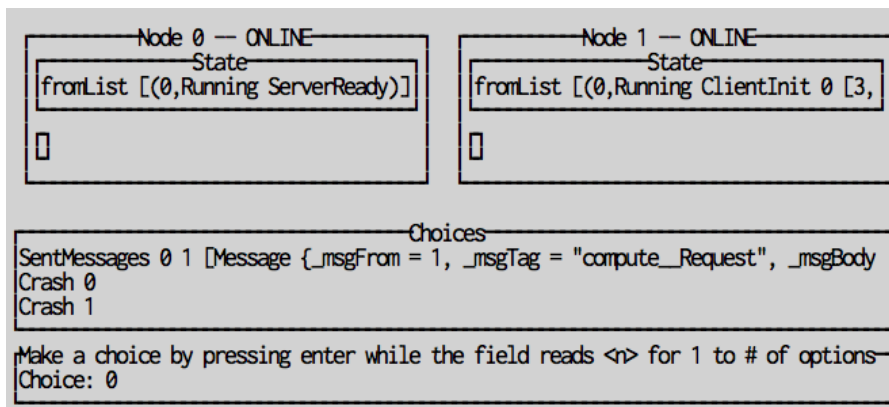 Node 0 -- ONLINE
Node 1 -- ONLINE
State
State
fromList [(0,Running ServerReady)]
fromList [(0,Running ClientInit 0 [3,
[]
[]
Choices
SentMessages 0 1 [Message {_msgFrom = 1, _msgTag = "compute__Request", _msgBody
Crash 0
Crash 1
Make a choice by pressing enter while the field reads <n> for 1 to # of options
Choice: 0